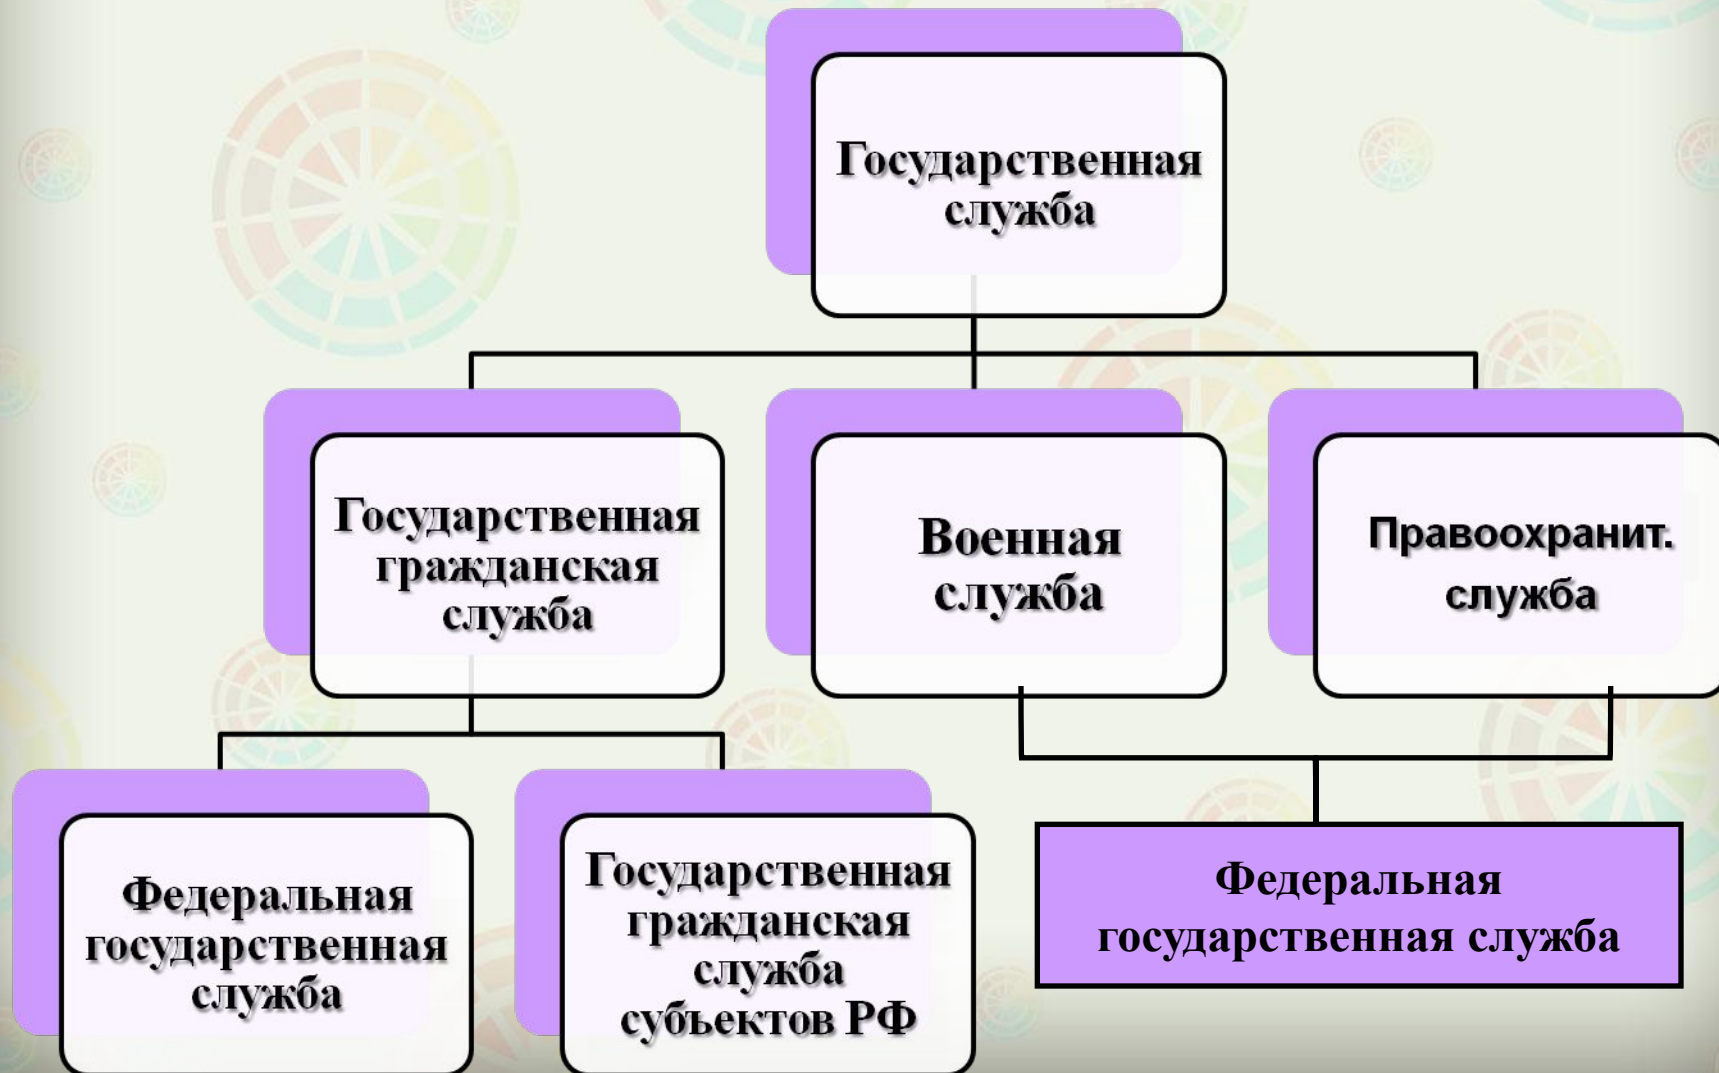 Государственная
служба
Государственная
гражданская
служба
Военная
служба
Правоохранит.
служба
Федеральная
государственная
служба
Государственная
гражданская
служба
субъектов РФ
Федеральная
государственная служба